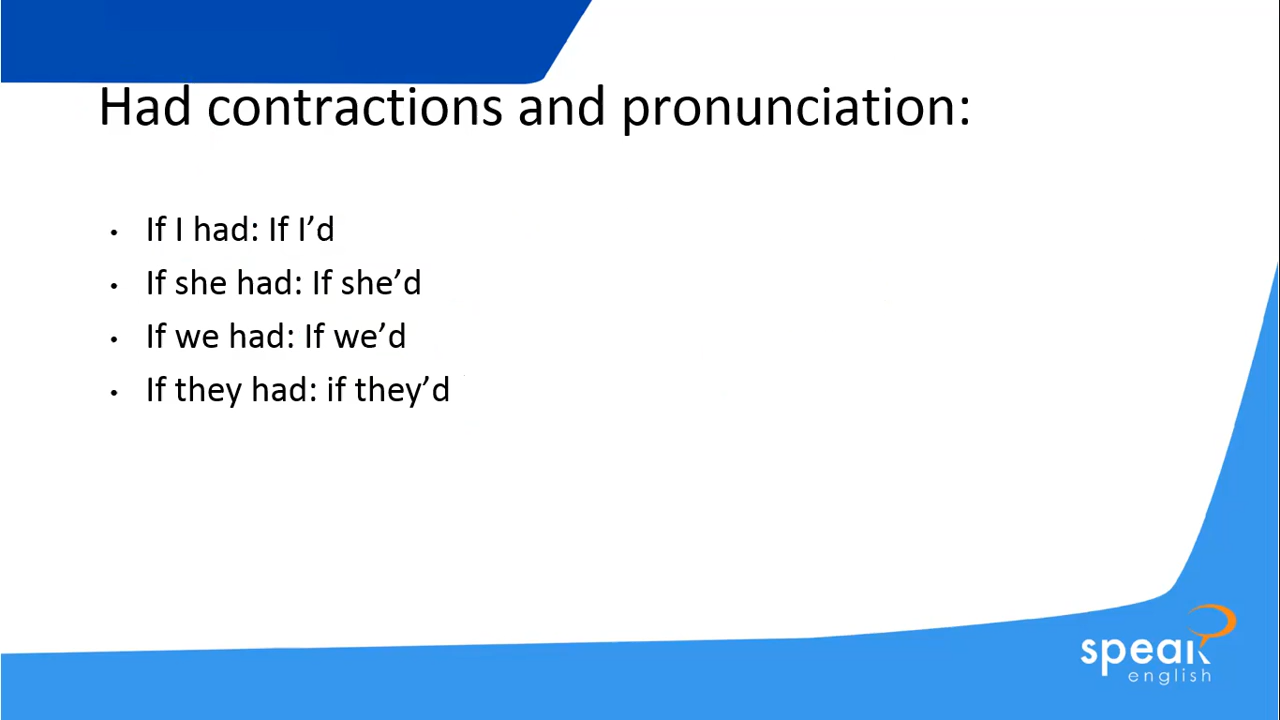 Had contractions and pronunciation:
• If I had: If I’d
• If she had: If she’d
• If we had: If we’d
• If they had: if they’d
speak
english